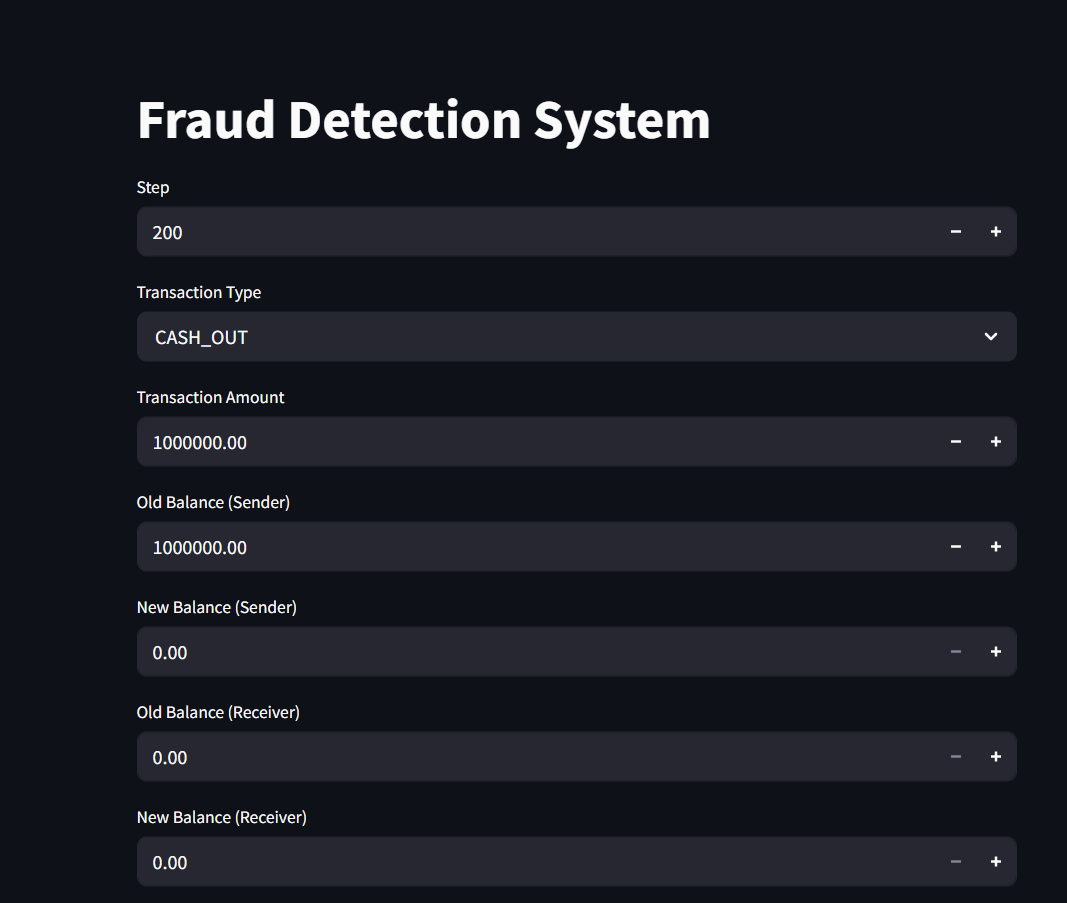 Fraud Detection System
Step
200
Transaction Type
CASH_OUT
Transaction Amount
1000000.00
Old Balance (Sender)
1000000.00
New Balance (Sender)
0.00
Old Balance (Receiver)
0.00
New Balance (Receiver)
0.00